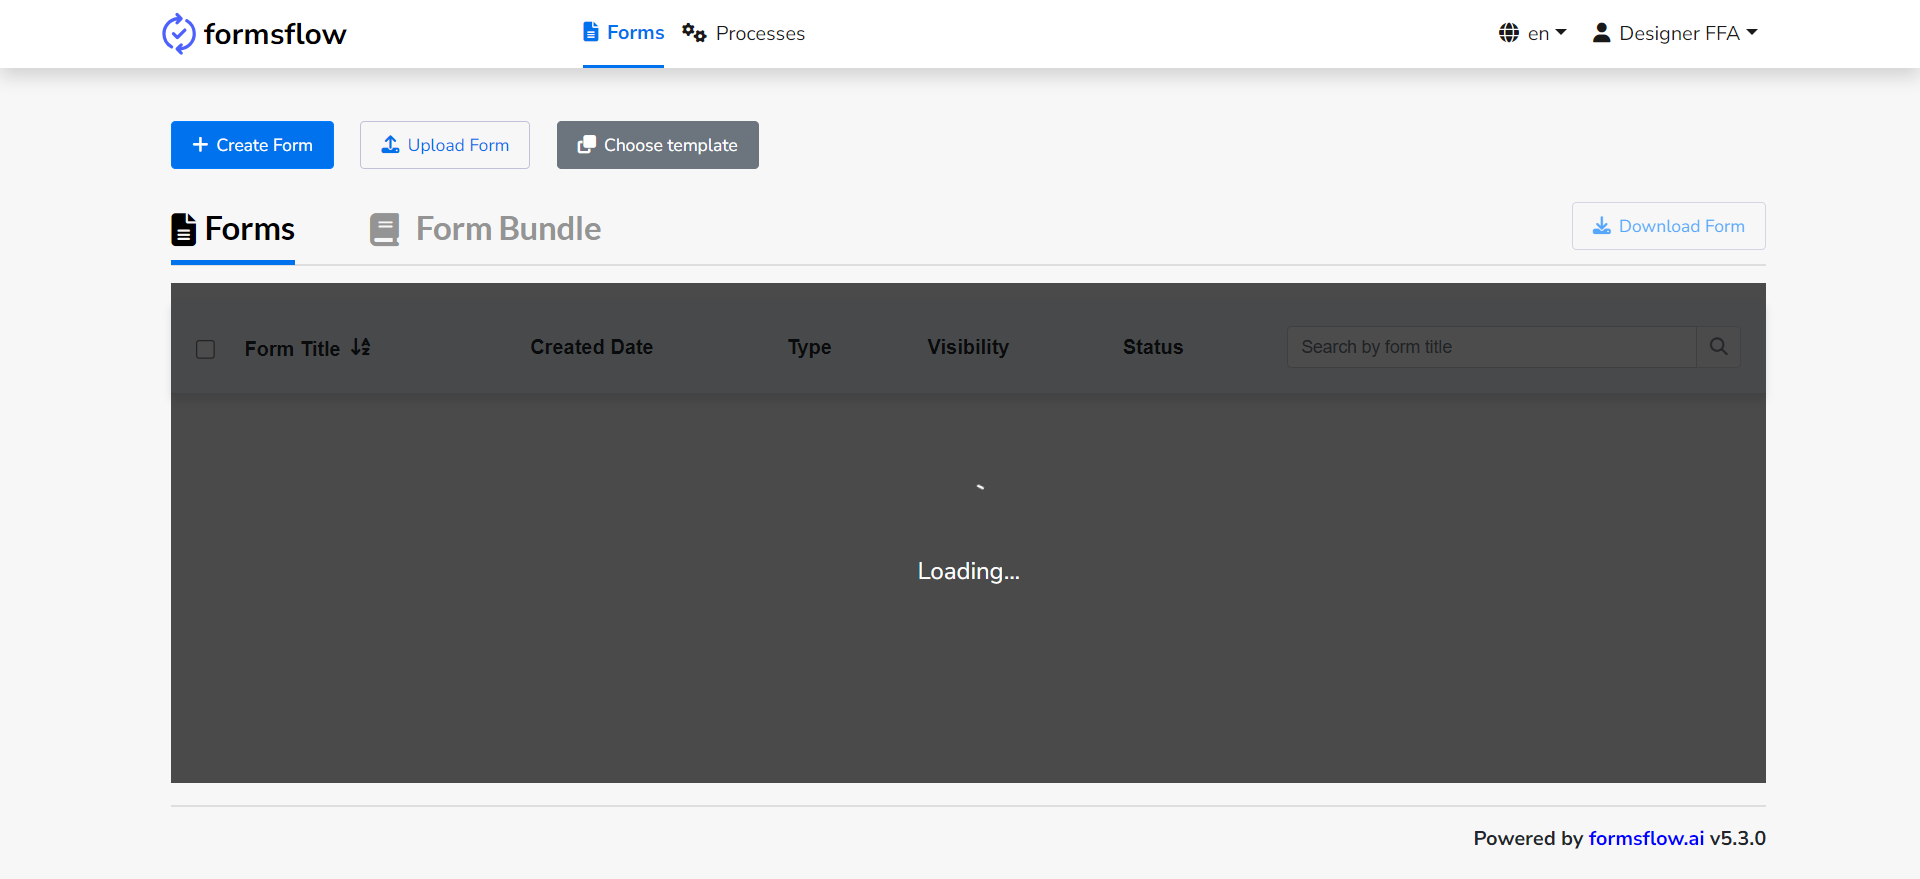 formsflow
Forms
Processes
en
Designer FFA
Create Form
Upload Form
Choose template
Forms
Form Bundle
Download Form
Form Title
Created Date
Type
Visibility
Status
Search by form title
Loading...
Powered by formsflow.ai v5.3.0